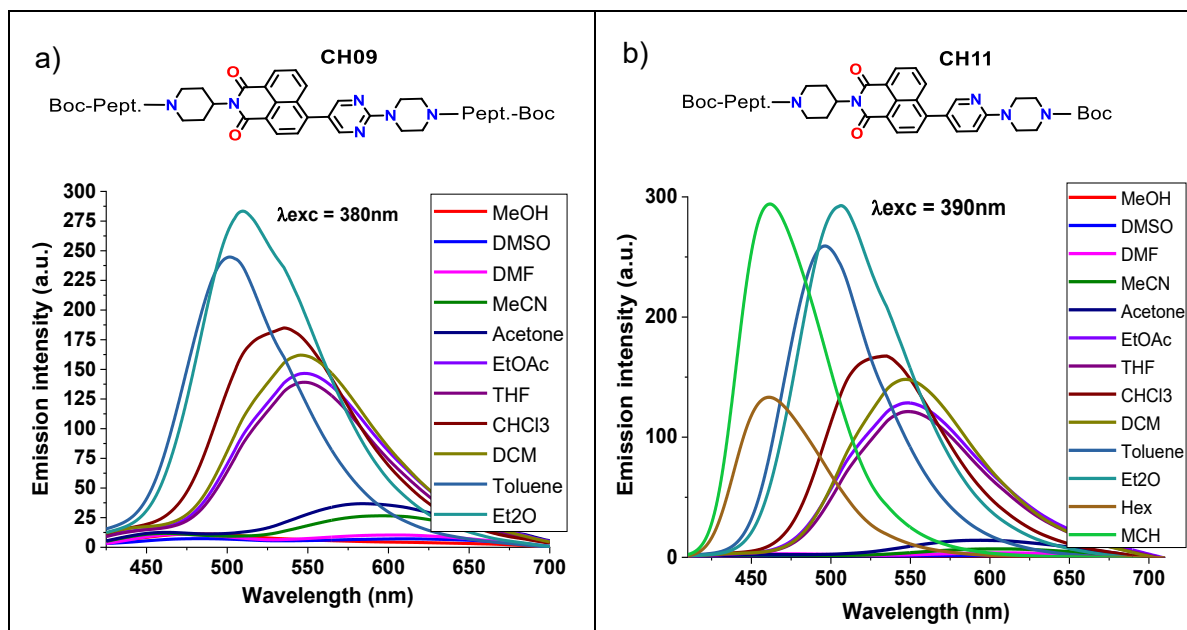 a)
CH09
O
Boc-Pept.
N
N
O
N
N
N
N
Pept.-Boc
300
275
250
225
200
175
150
125
100
75
50
25
0
Emission intensity (a.u.)
λexc = 380nm
MeOH
DMSO
DMF
MeCN
Acetone
EtOAc
THF
CHCl3
DCM
Toluene
Et2O
450 500 550 600 650 700
Wavelength (nm)
b)
CH11
O
Boc-Pept.
N
N
O
N
N
N
Boc
300
200
100
0
Emission intensity (a.u.)
λexc = 390nm
MeOH
DMSO
DMF
MeCN
Acetone
EtOAc
THF
CHCl3
DCM
Toluene
Et2O
Hex
MCH
450 500 550 600 650 700
Wavelength (nm)